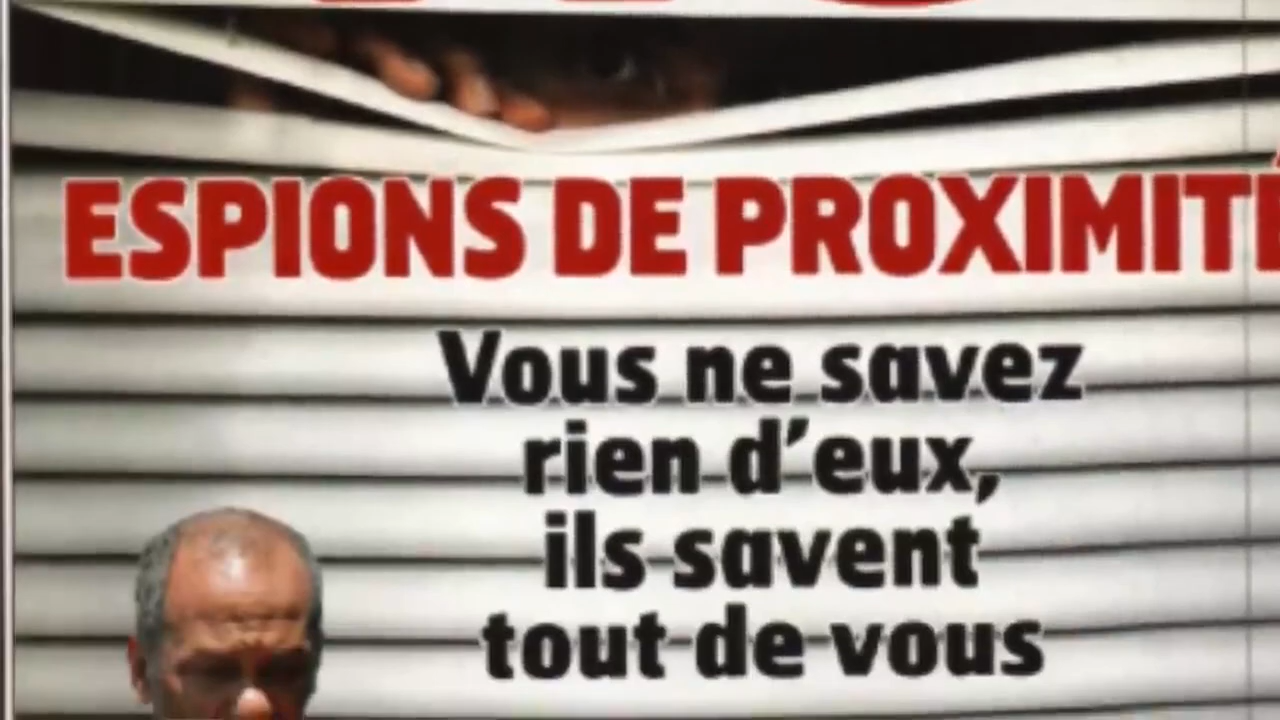 ESPIONS DE PROXIMITÉ
Vous ne savez
rien d'eux,
ils savent
tout de vous